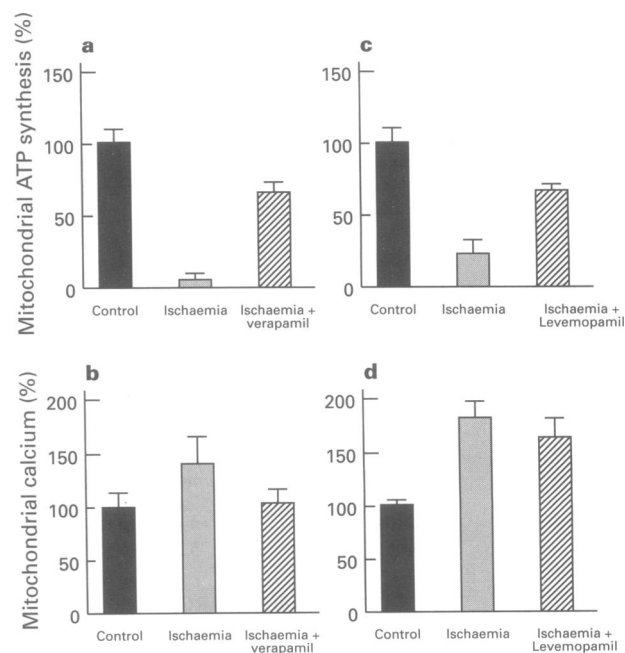 a
Mitochondrial ATP synthesis (%)
150
100
50
0
Control
Ischaemia
Ischaemia +
verapamil
c
150
100
50
0
Control
Ischaemia
Ischaemia +
Levemopamil
b
Mitochondrial calcium (%)
200
150
100
50
0
Control
Ischaemia
Ischaemia +
verapamil
d
200
150
100
50
0
Control
Ischaemia
Ischaemia +
Levemopamil